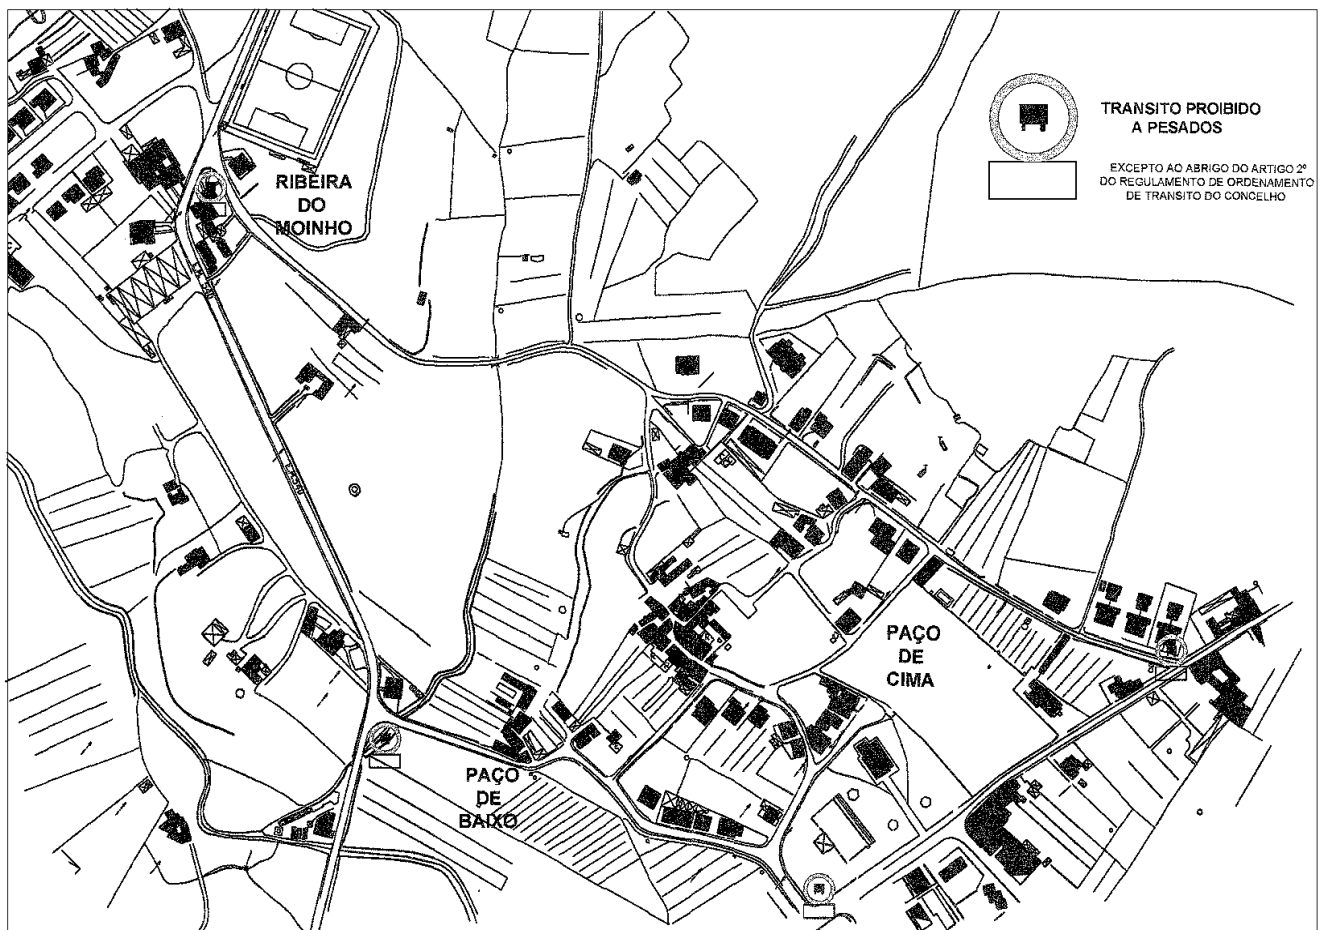 TRANSITO PROIBIDO
A PESADOS
EXCEPTO AO ABRIGO DO ARTIGO 2º
DO REGULAMENTO DE ORDENAMENTO
DE TRANSITO DO CONCELHO
RIBEIRA
DO
MOINHO
PAÇO
DE
CIMA
PAÇO
DE
BAIXO